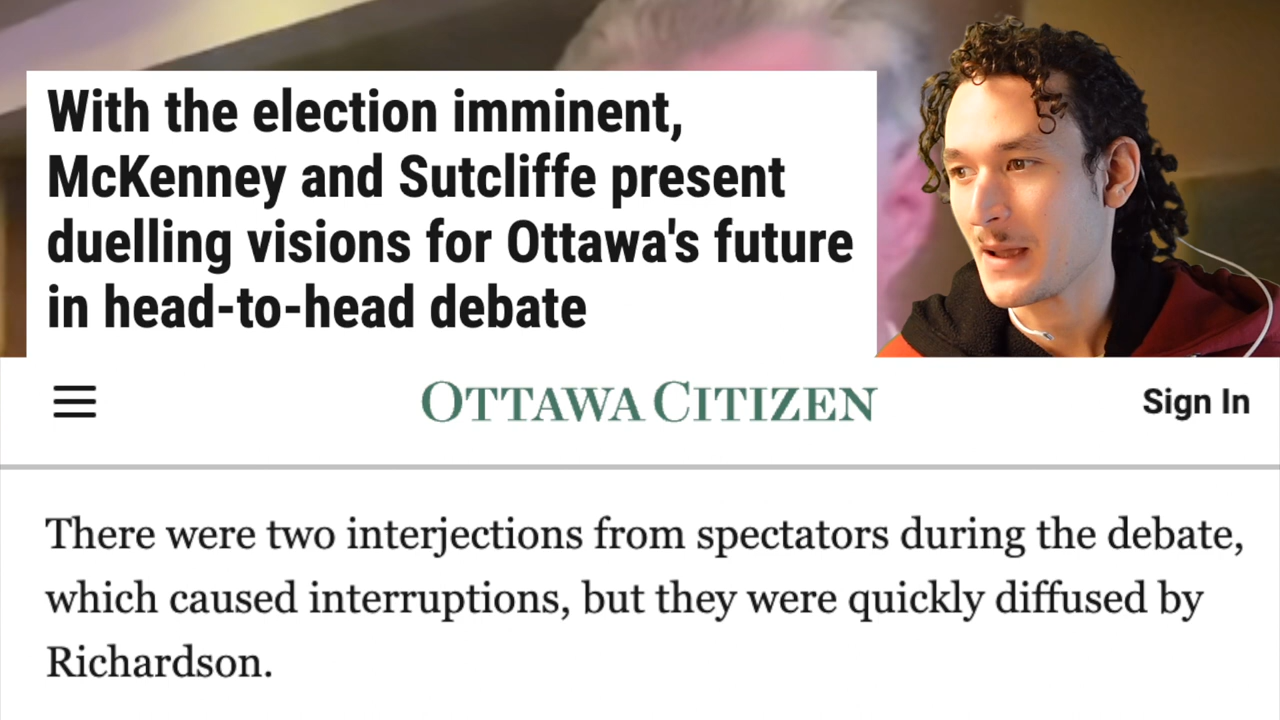 With the election imminent,
McKenney and Sutcliffe present
duelling visions for Ottawa's future
in head-to-head debate
OTTAWA CITIZEN
Sign In
There were two interjections from spectators during the debate,
which caused interruptions, but they were quickly diffused by
Richardson.